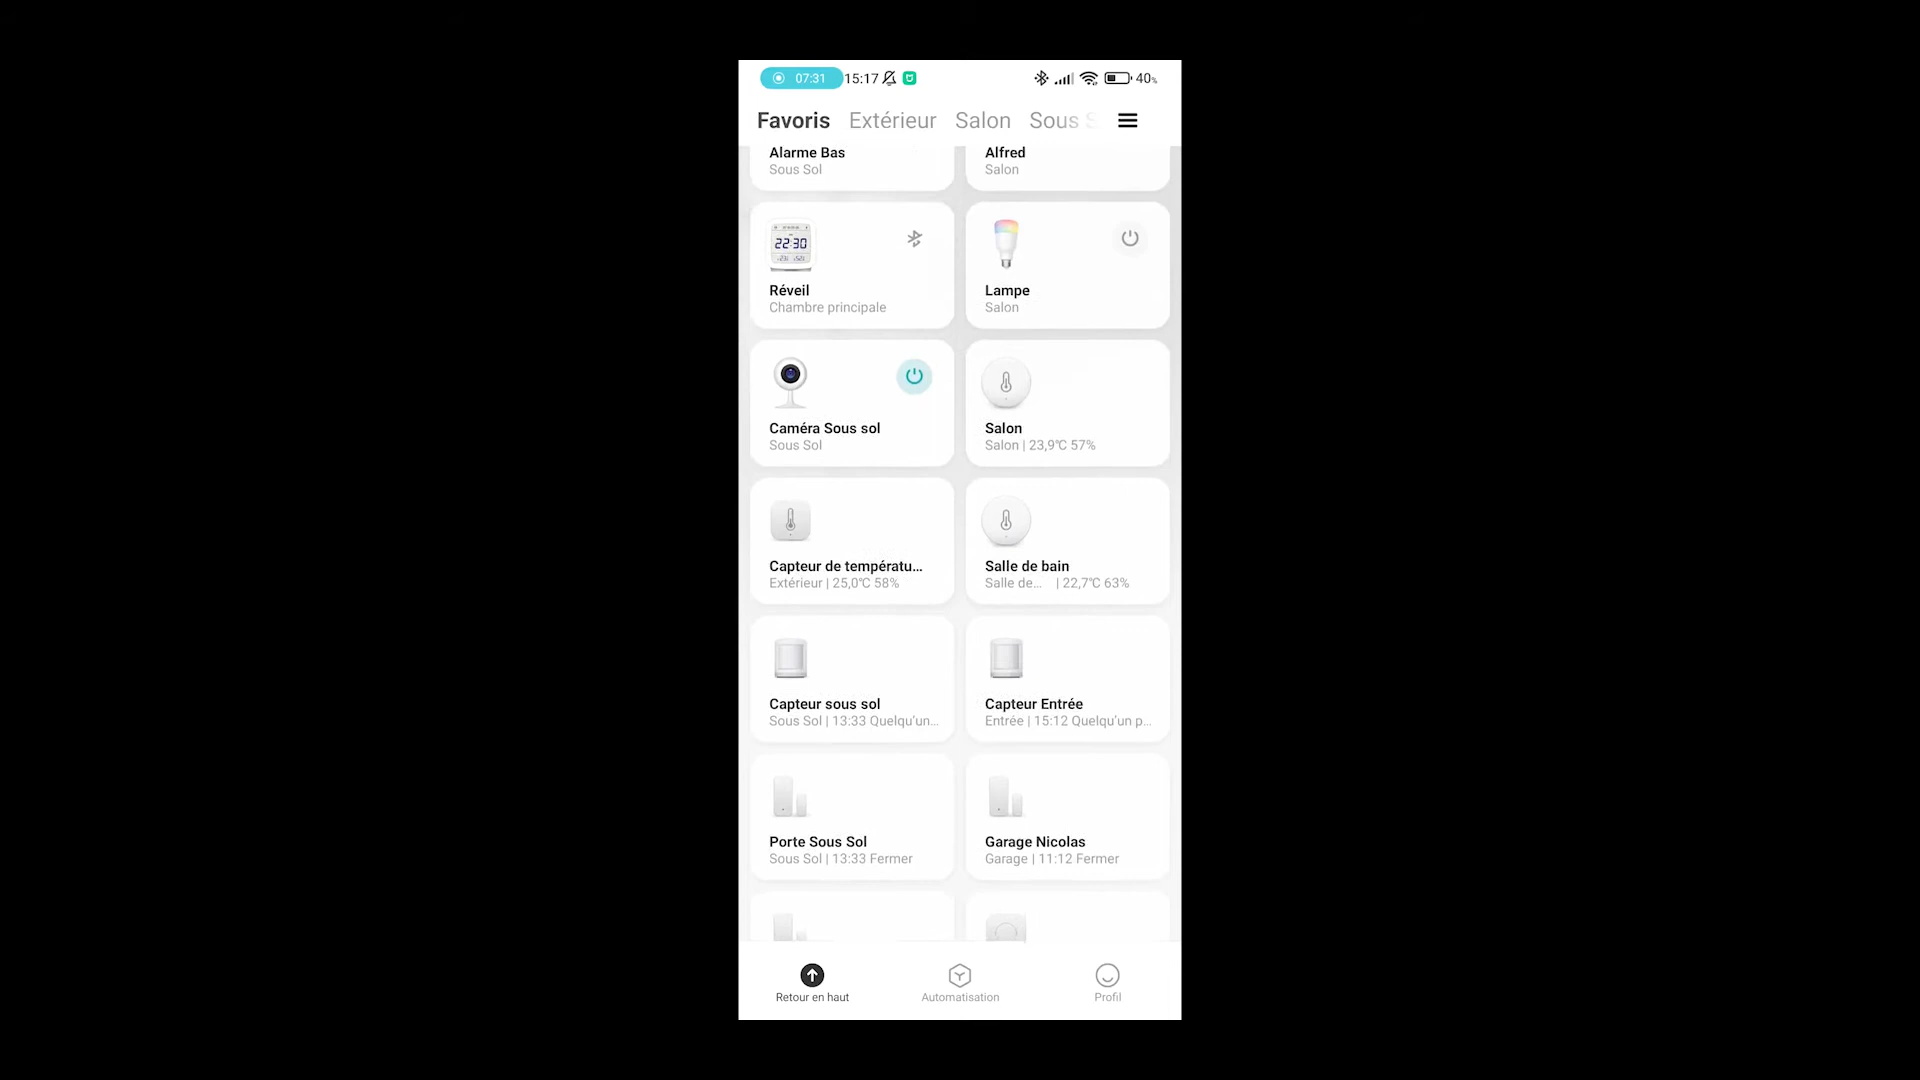 07:31 15:17 40%
Favoris Extérieur Salon Sous S
Alarme Bas
Sous Sol
Alfred
Salon
22:30
Réveil
Chambre principale
Lampe
Salon
Caméra Sous sol
Sous Sol
Salon
Salon | 23,9℃ 57%
Capteur de températu...
Extérieur | 25,0℃ 58%
Salle de bain
Salle de... | 22,7℃ 63%
Capteur sous sol
Sous Sol | 13:33 Quelqu'un...
Capteur Entrée
Entrée | 15:12 Quelqu'un p...
Porte Sous Sol
Sous Sol | 13:33 Fermer
Garage Nicolas
Garage | 11:12 Fermer
Retour en haut
Automatisation
Profil